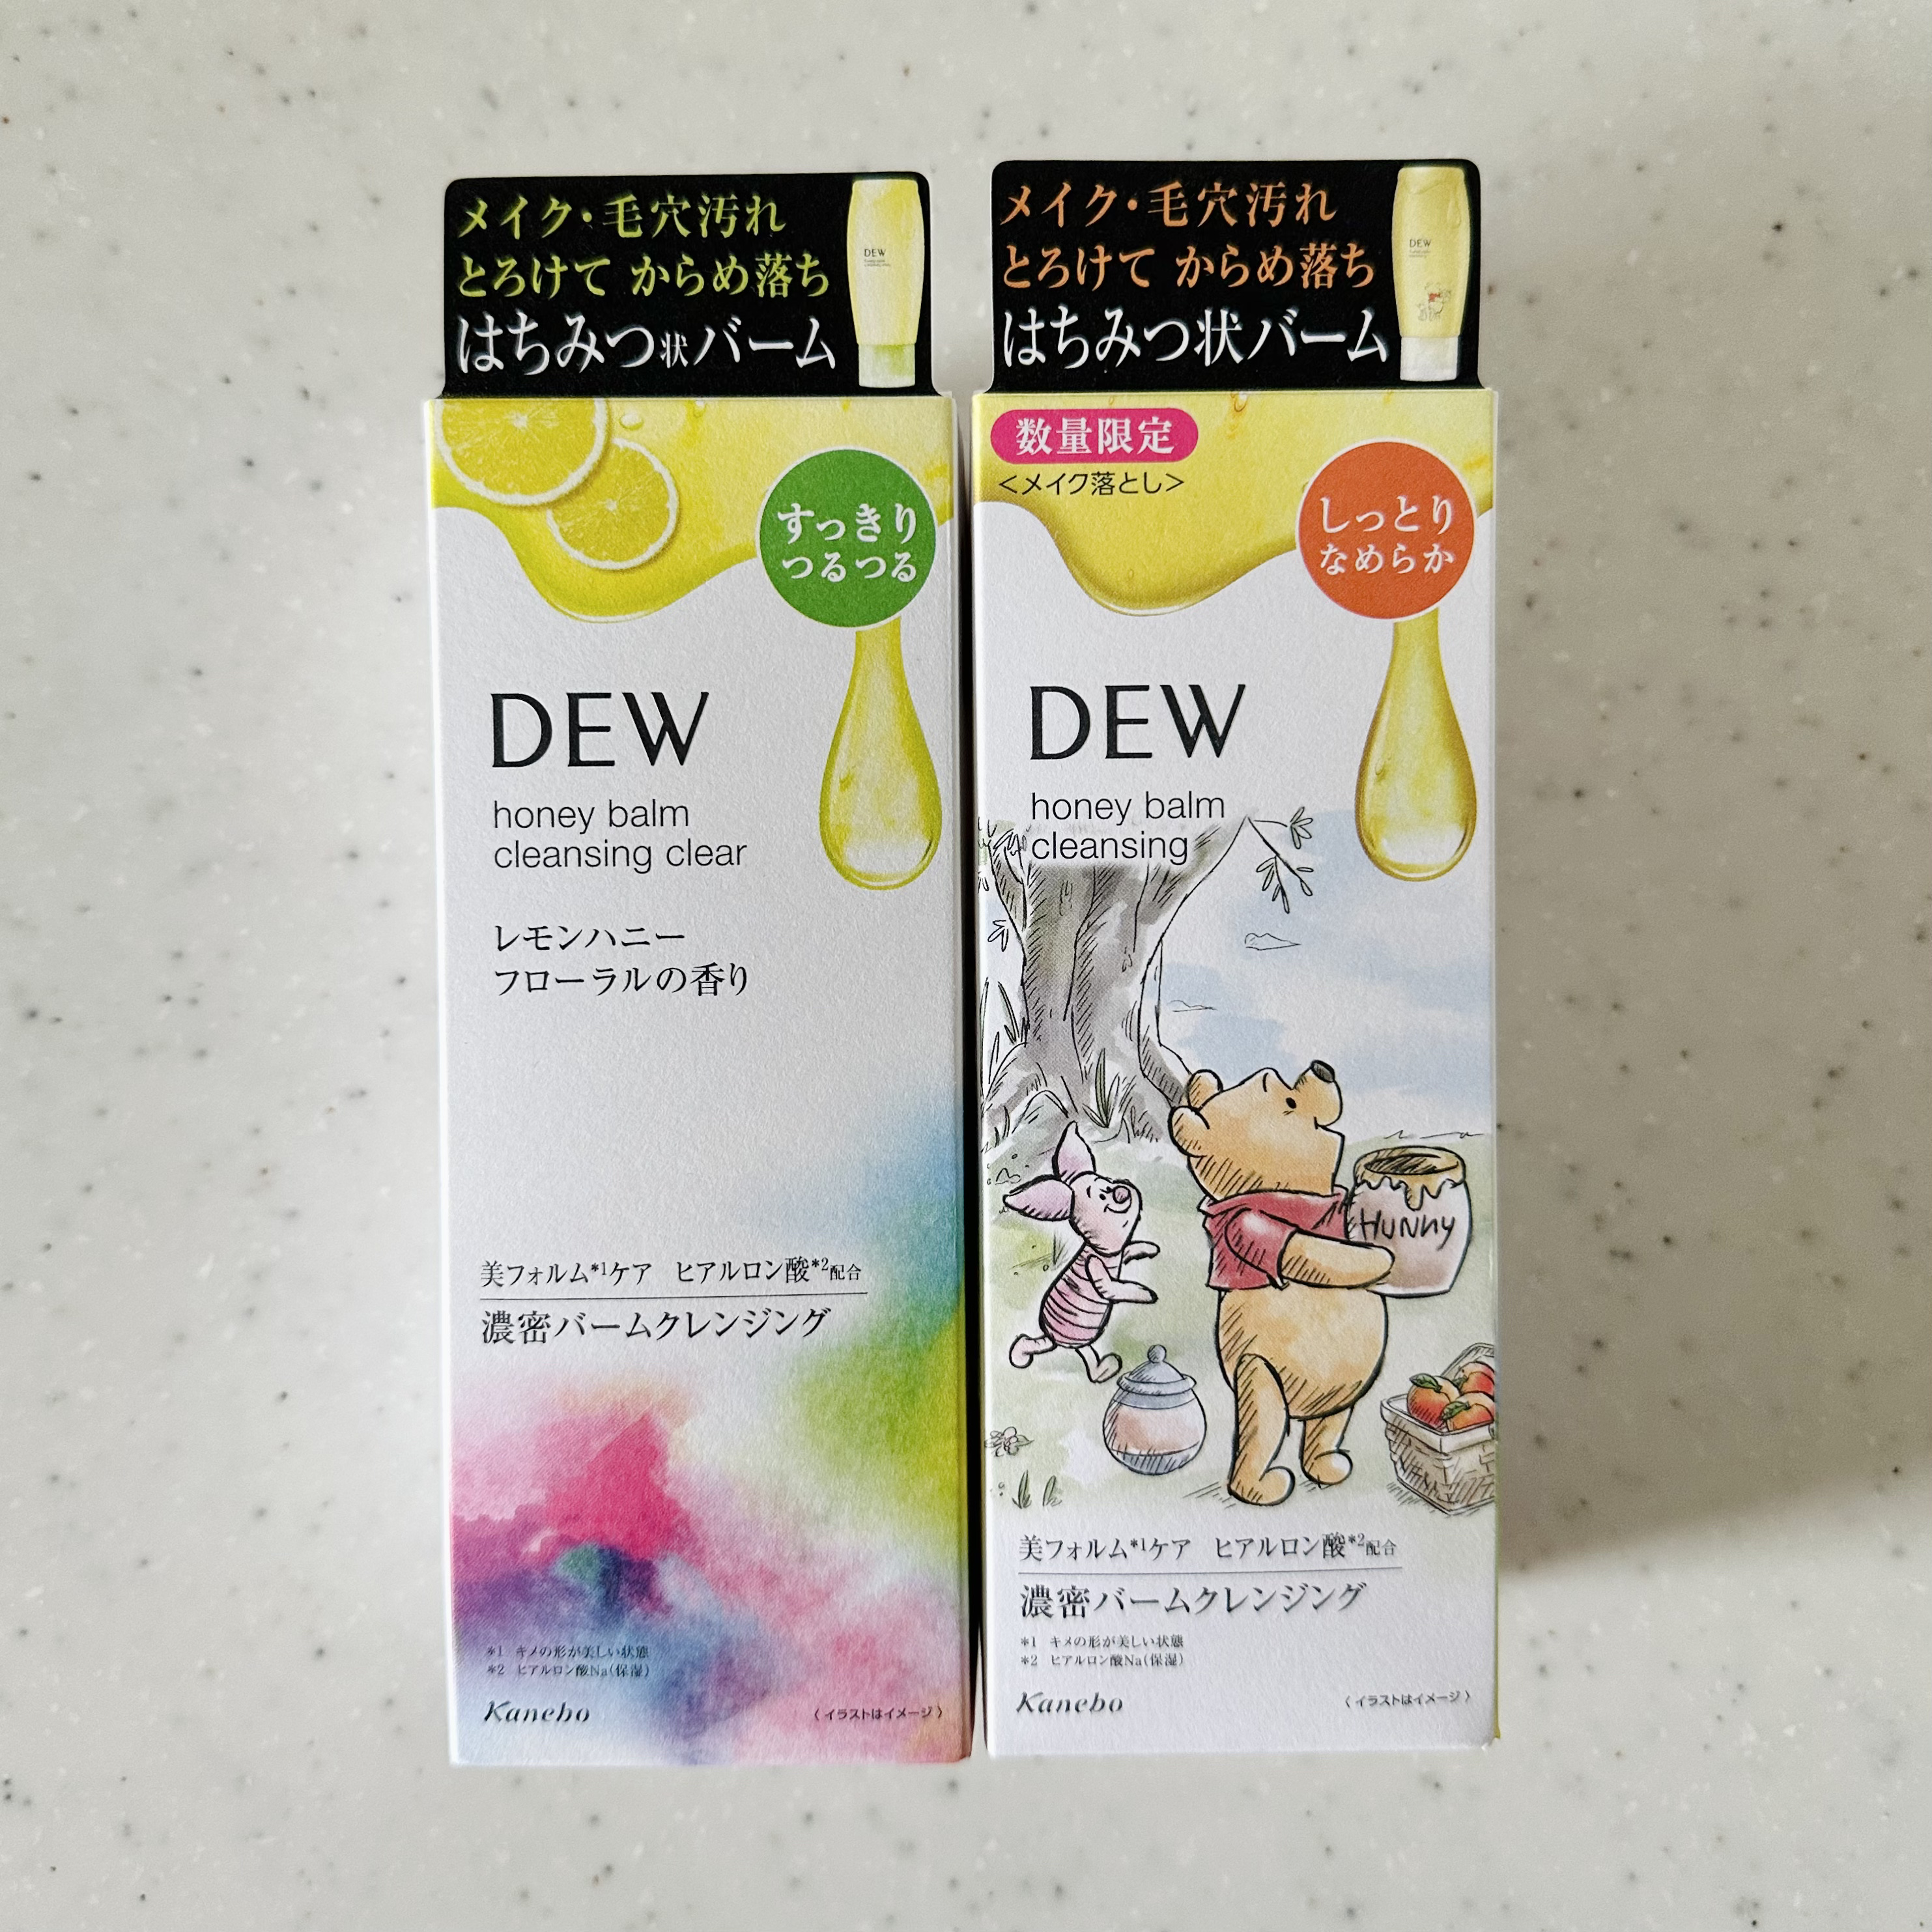 メイク・毛穴汚れ
とろけて からめ落ち
はちみつ状バーム
DEW
すっきり
つるつる
DEW
honey balm
cleansing clear
レモンハニー
フローラルの香り
美フォルム*1ケア ヒアルロン酸*2配合
濃密バームクレンジング
*1 キメの形が美しい状態
*2 ヒアルロン酸Na(保湿)
Kanebo
〈イラストはイメージ〉
メイク・毛穴汚れ
とろけて からめ落ち
はちみつ状バーム
DEW
数量限定
<メイク落とし>
しっとり
なめらか
DEW
honey balm
cleansing
HUNNY
美フォルム*1ケア ヒアルロン酸*2配合
濃密バームクレンジング
*1 キメの形が美しい状態
*2 ヒアルロン酸Na(保湿)
Kanebo
〈イラストはイメージ〉